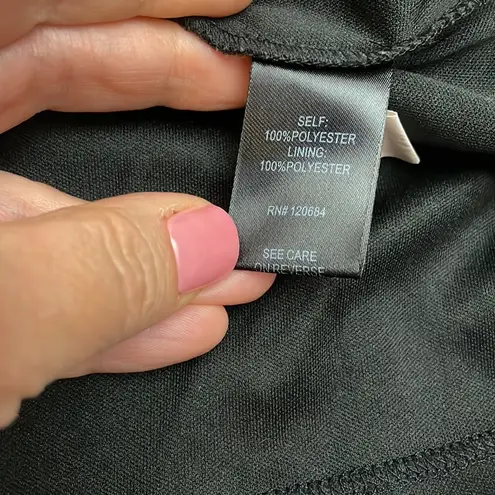 SELF:
100%POLYESTER
LINING:
100%POLYESTER
RN# 120684
SEE CARE
ON REVERSE